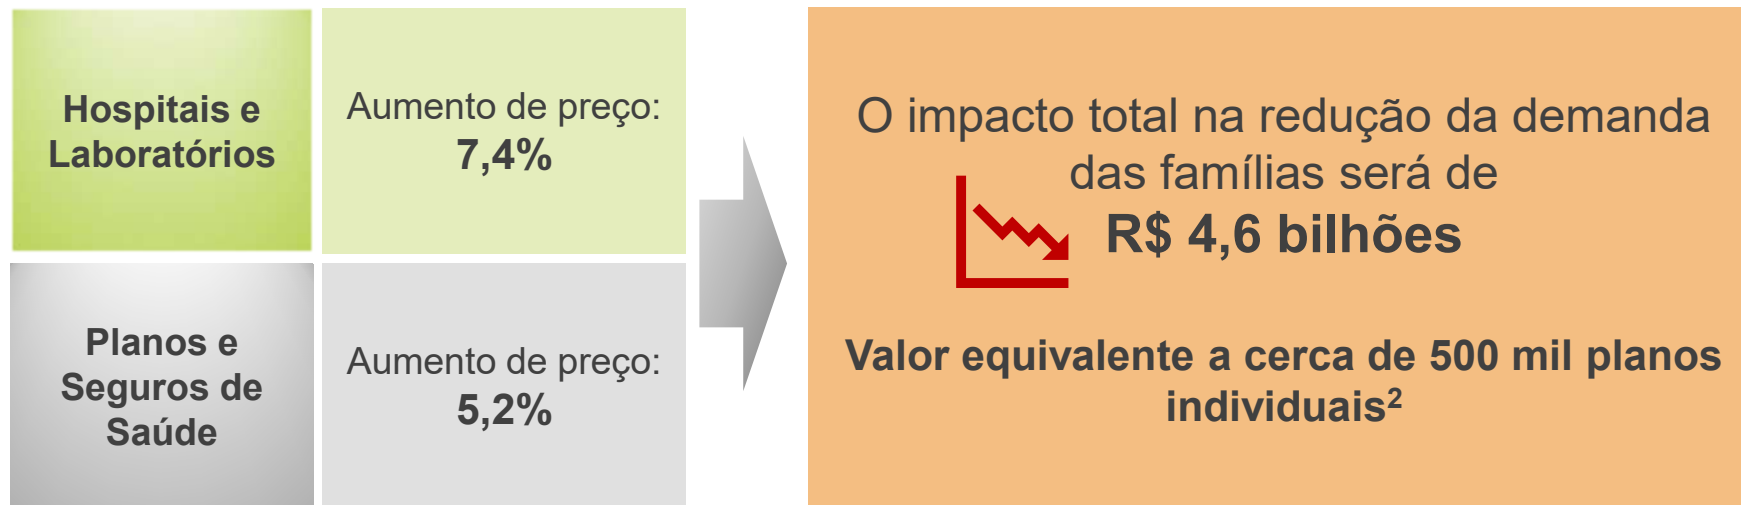 Hospitais e
Laboratórios
Aumento de preço:
7,4%
Planos e
Seguros de
Saúde
Aumento de preço:
5,2%
O impacto total na redução da demanda
das famílias será de
R$ 4,6 bilhões
Valor equivalente a cerca de 500 mil planos
individuais²